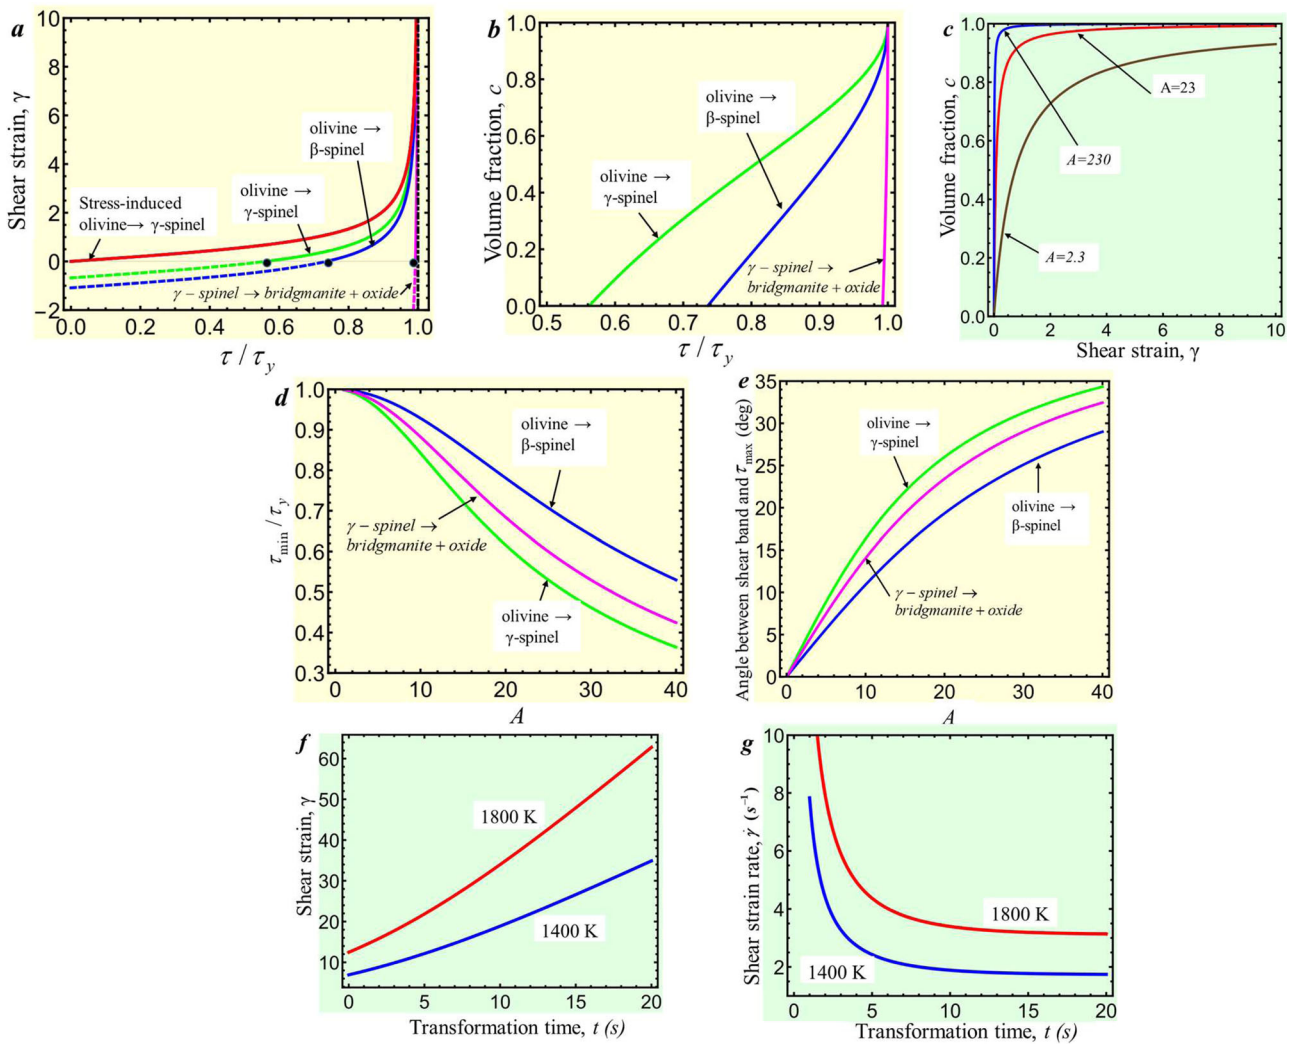 a
10
8
6
4
2
0
−2
Shear strain, γ
olivine →
β-spinel
Stress-induced
olivine→ γ-spinel
olivine →
γ-spinel
γ − spinel → bridgmanite + oxide
0.0 0.2 0.4 0.6 0.8 1.0
τ / τy
b
1.0
0.8
0.6
0.4
0.2
0.0
Volume fraction, c
olivine →
β-spinel
olivine →
γ-spinel
γ − spinel →
bridgmanite + oxide
0.5 0.6 0.7 0.8 0.9 1.0
τ / τy
c
1.0
0.8
0.6
0.4
0.2
0.0
Volume fraction, c
A=23
A=230
A=2.3
0 2 4 6 8 10
Shear strain, γ
d
1.0
0.9
0.8
0.7
0.6
0.5
0.4
0.3
τmin / τy
olivine →
β-spinel
γ − spinel →
bridgmanite + oxide
olivine →
γ-spinel
0 10 20 30 40
A
e
35
30
25
20
15
10
5
0
Angle between shear band and τmax (deg)
olivine →
γ-spinel
olivine →
β-spinel
γ − spinel →
bridgmanite + oxide
0 10 20 30 40
A
f
60
50
40
30
20
10
Shear strain, γ
1800 K
1400 K
0 5 10 15 20
Transformation time, t (s)
g
10
8
6
4
2
Shear strain rate, γ̇ (s⁻¹)
1800 K
1400 K
0 5 10 15 20
Transformation time, t (s)